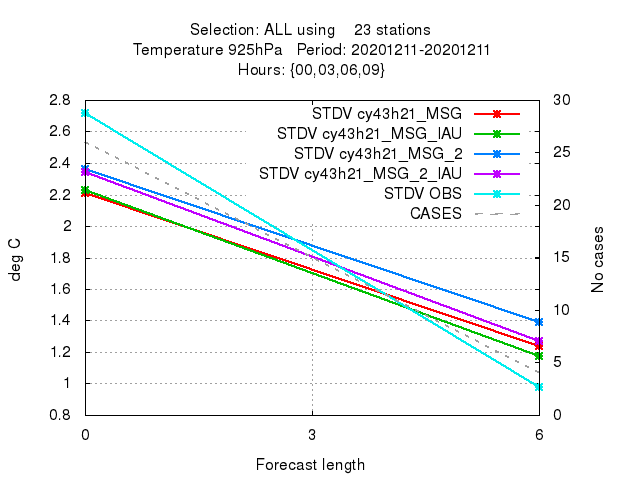 Selection: ALL using 23 stations
Temperature 925hPa Period: 20201211-20201211
Hours: {00,03,06,09}
STDV cy43h21_MSG
STDV cy43h21_MSG_IAU
STDV cy43h21_MSG_2
STDV cy43h21_MSG_2_IAU
STDV OBS
CASES
2.8
2.6
2.4
2.2
2
1.8
1.6
1.4
1.2
1
0.8
deg C
30
25
20
15
10
5
0
No cases
0 3 6
Forecast length